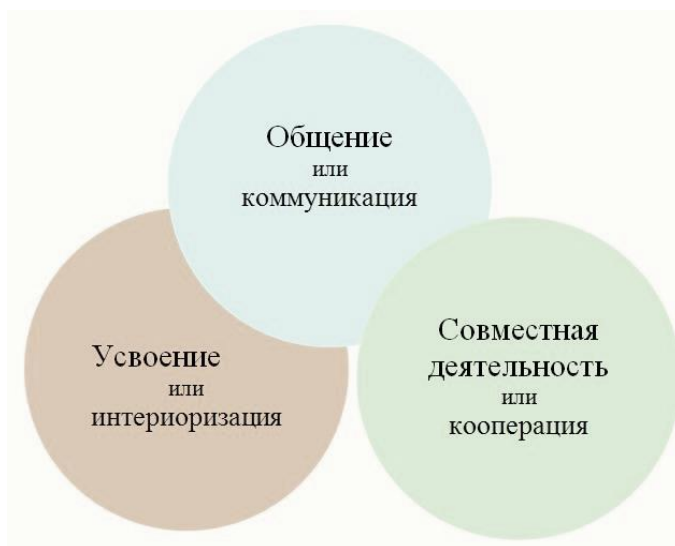 Общение
или
коммуникация
Усвоение
или
интериоризация
Совместная
деятельность
или
кооперация